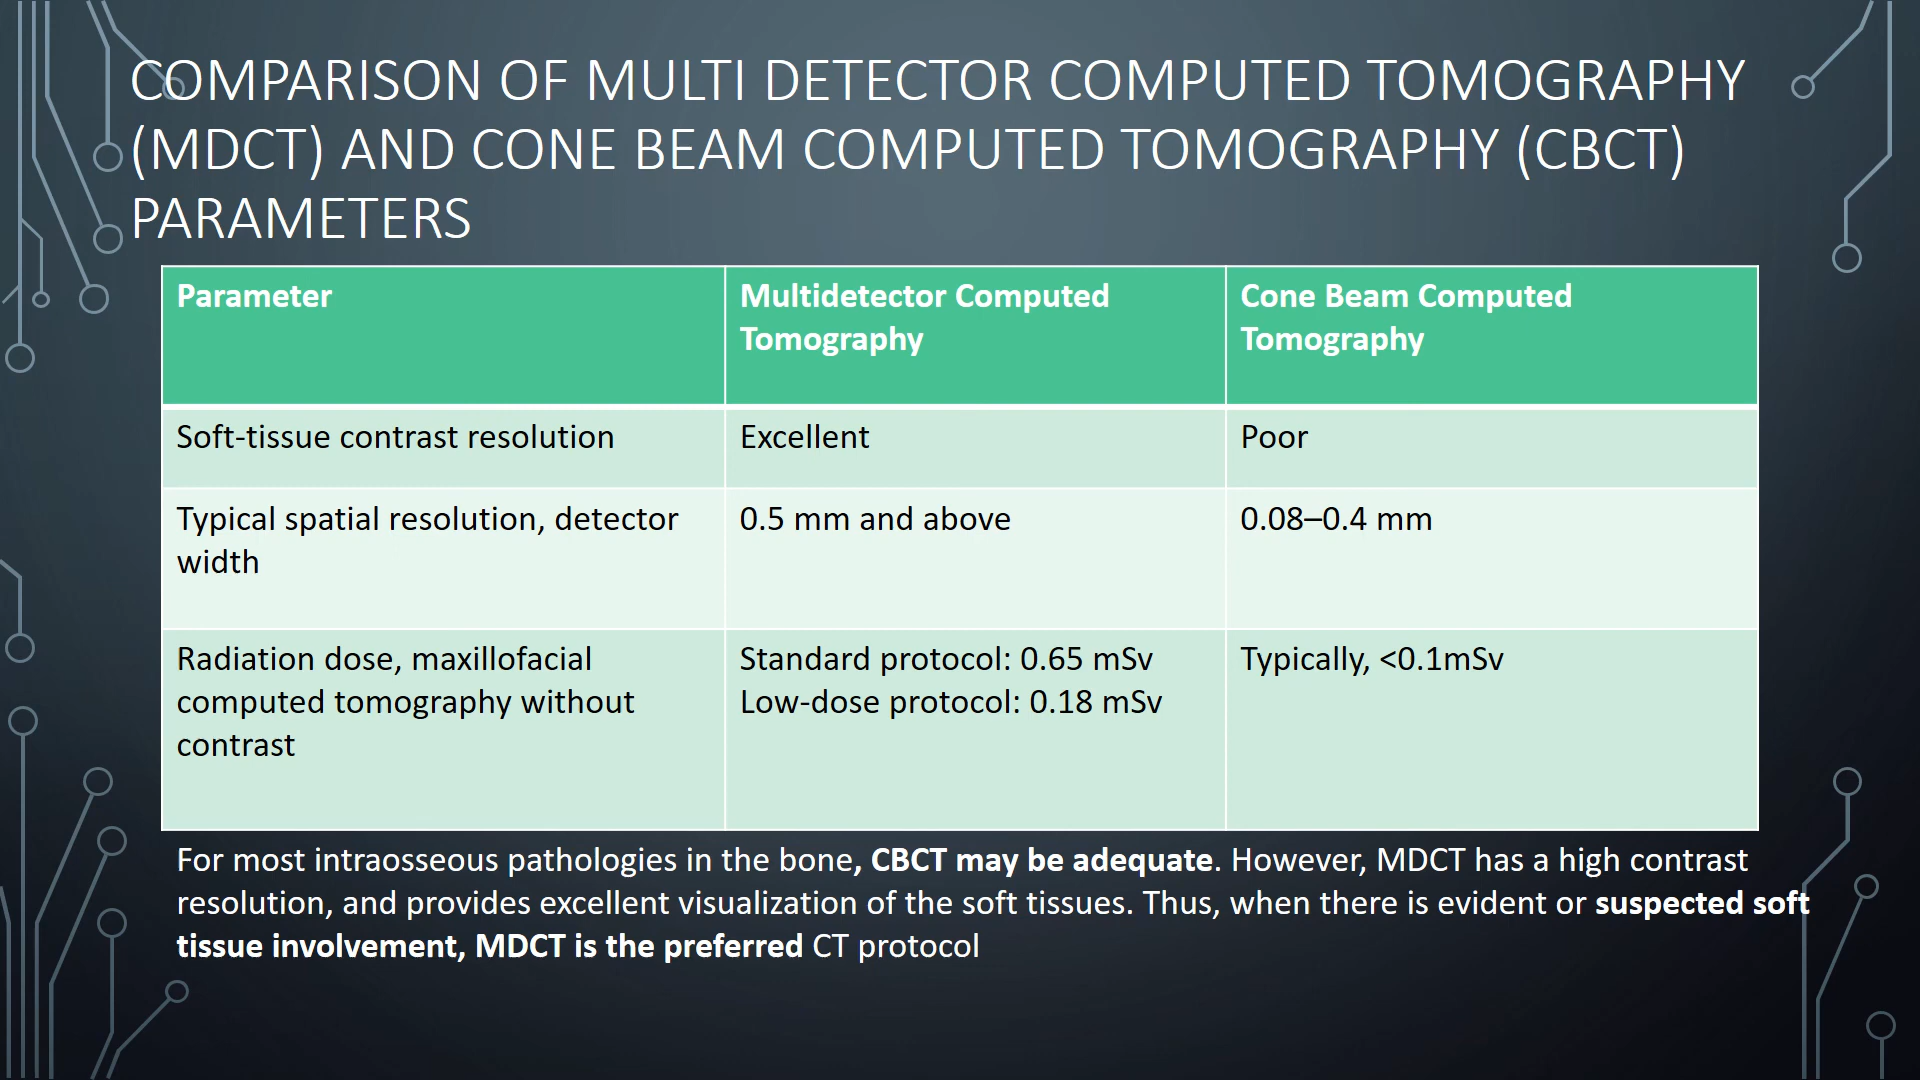 COMPARISON OF MULTI DETECTOR COMPUTED TOMOGRAPHY
(MDCT) AND CONE BEAM COMPUTED TOMOGRAPHY (CBCT)
PARAMETERS
Parameter
Multidetector Computed
Tomography
Cone Beam Computed
Tomography
Soft-tissue contrast resolution
Excellent
Poor
Typical spatial resolution, detector
width
0.5 mm and above
0.08–0.4 mm
Radiation dose, maxillofacial
computed tomography without
contrast
Standard protocol: 0.65 mSv
Low-dose protocol: 0.18 mSv
Typically, <0.1mSv
For most intraosseous pathologies in the bone, CBCT may be adequate. However, MDCT has a high contrast
resolution, and provides excellent visualization of the soft tissues. Thus, when there is evident or suspected soft
tissue involvement, MDCT is the preferred CT protocol